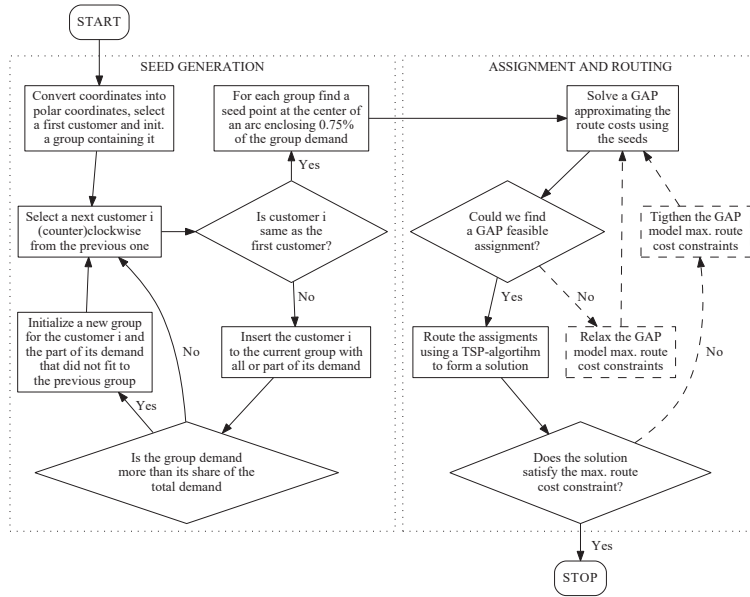 START
SEED GENERATION
Convert coordinates into
polar coordinates, select
a first customer and init.
a group containing it
For each group find a
seed point at the center of
an arc enclosing 0.75%
of the group demand
Yes
Select a next customer i
(counter)clockwise
from the previous one
Is customer i
same as the
first customer?
No
Initialize a new group
for the customer i and
the part of its demand
that did not fit to
the previous group
No
Insert the customer i
to the current group with
all or part of its demand
Yes
Is the group demand
more than its share of the
total demand
ASSIGNMENT AND ROUTING
Solve a GAP
approximating the
route costs using
the seeds
Could we find
a GAP feasible
assignment?
Tigthen the GAP
model max. route
cost constraints
Yes
No
Route the assigments
using a TSP-algortihm
to form a solution
Relax the GAP
model max. route
cost constraints
No
Does the solution
satisfy the max. route
cost constraint?
Yes
STOP